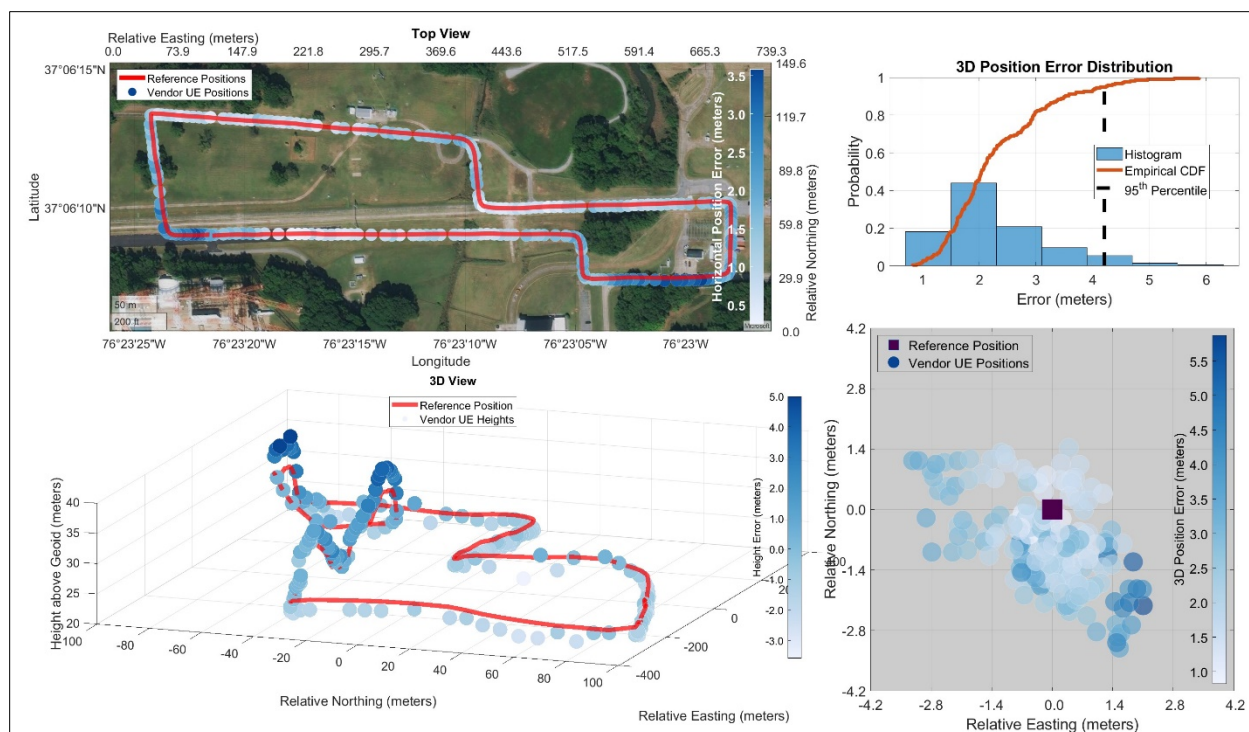 Relative Easting (meters) Top View
0.0 73.9 147.9 221.8 295.7 369.6 443.6 517.5 591.4 665.3 739.3
37°06'15"N
37°06'10"N
Latitude
Reference Positions
Vendor UE Positions
50 m
200 ft
Microsoft
3.5
3.0
2.5
2.0
1.5
1.0
0.5
Horizontal Position Error (meters)
149.6
119.7
89.8
59.8
29.9
0.0
Relative Northing (meters)
76°23'25"W 76°23'20"W 76°23'15"W 76°23'10"W 76°23'05"W 76°23'W
Longitude
3D Position Error Distribution
1
0.8
0.6
0.4
0.2
0
Probability
Histogram
Empirical CDF
95th Percentile
1 2 3 4 5 6
Error (meters)
3D View
Reference Position
Vendor UE Heights
40
35
30
25
20
Height above Geoid (meters)
100 -80 -60 -40 -20 0 20 40 60 80 100
Relative Northing (meters)
-400
-200
0
Relative Easting (meters)
5.0
4.0
3.0
2.0
1.0
0.0
-1.0
-2.0
-3.0
Height Error (meters)
Reference Position
Vendor UE Positions
4.2
2.8
1.4
0.0
-1.4
-2.8
-4.2
Relative Northing (meters)
-4.2 -2.8 -1.4 0.0 1.4 2.8 4.2
Relative Easting (meters)
5.5
5.0
4.5
4.0
3.5
3.0
2.5
2.0
1.5
1.0
3D Position Error (meters)